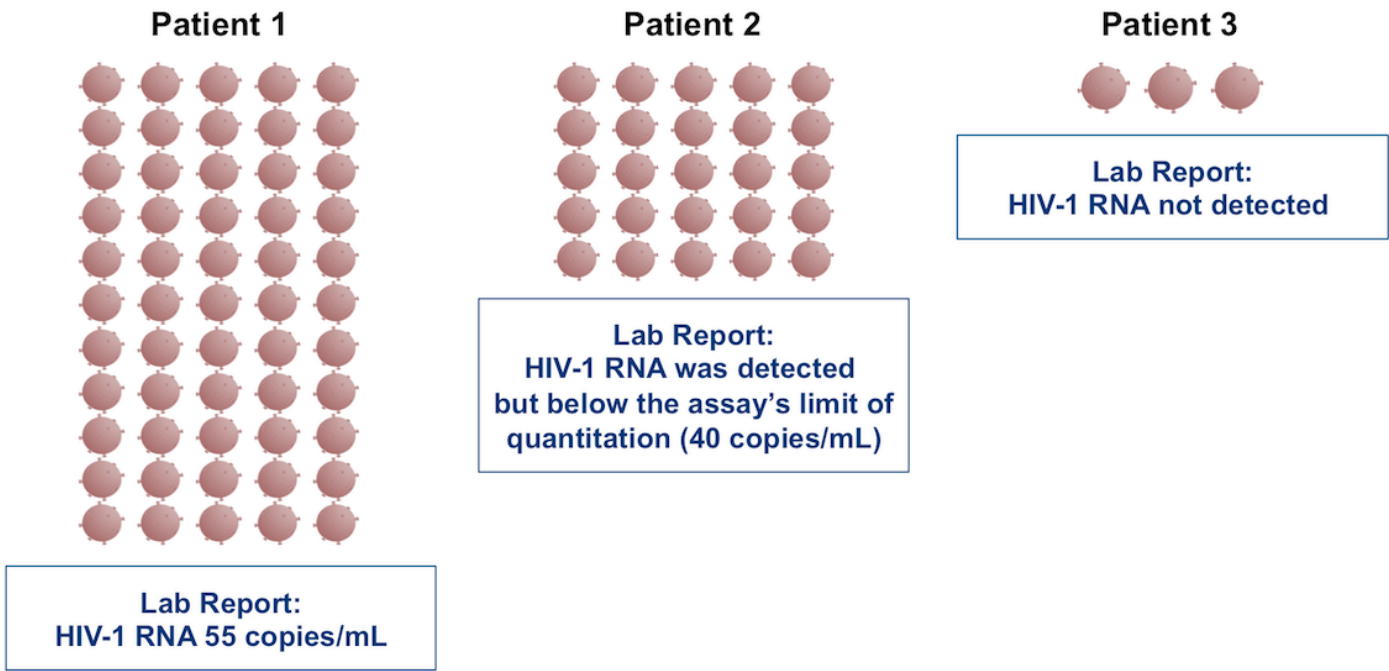 Patient 1
Patient 2
Patient 3
Lab Report:
HIV-1 RNA 55 copies/mL
Lab Report:
HIV-1 RNA was detected
but below the assay’s limit of
quantitation (40 copies/mL)
Lab Report:
HIV-1 RNA not detected